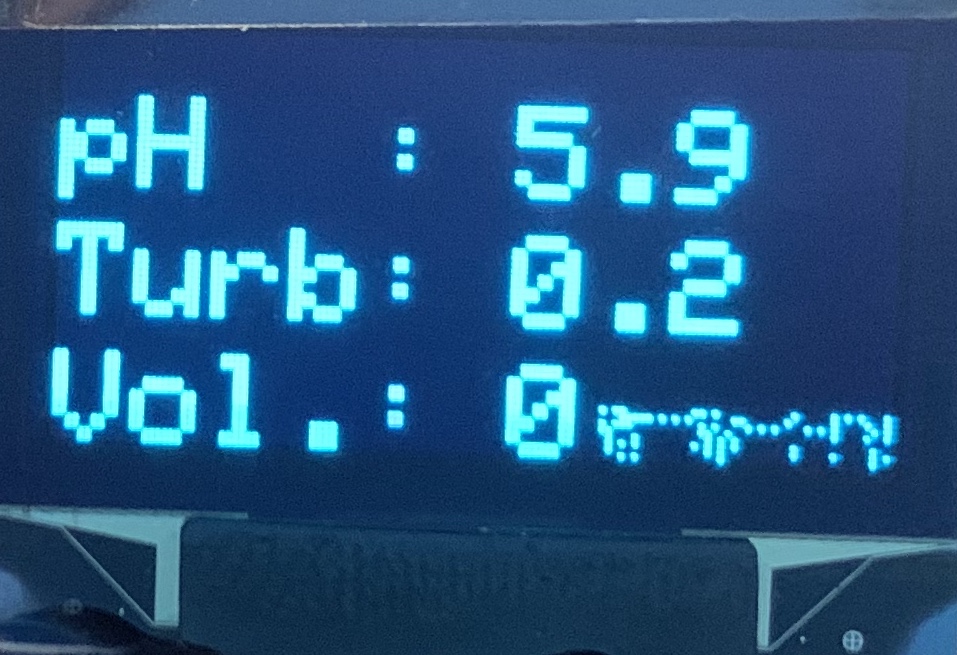 pH : 5.9
Turb: 0.2
Vol.: 0